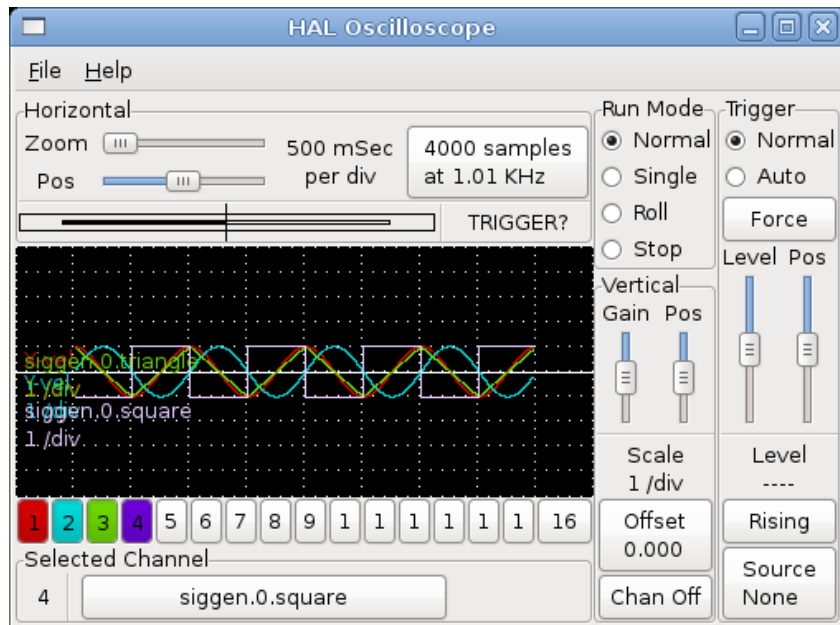 HAL Oscilloscope
File Help
Horizontal
Zoom
Pos
500 mSec
per div
4000 samples
at 1.01 KHz
TRIGGER?
Run Mode
Normal
Single
Roll
Stop
Trigger
Normal
Auto
Force
Level Pos
Vertical
Gain Pos
Scale
1 /div
Offset
0.000
Chan Off
Level
----
Rising
Source
None
siggen.0.triangle
1 /div
siggen.0.square
1 /div
1 2 3 4 5 6 7 8 9 1 1 1 1 1 1 16
Selected Channel
4 siggen.0.square